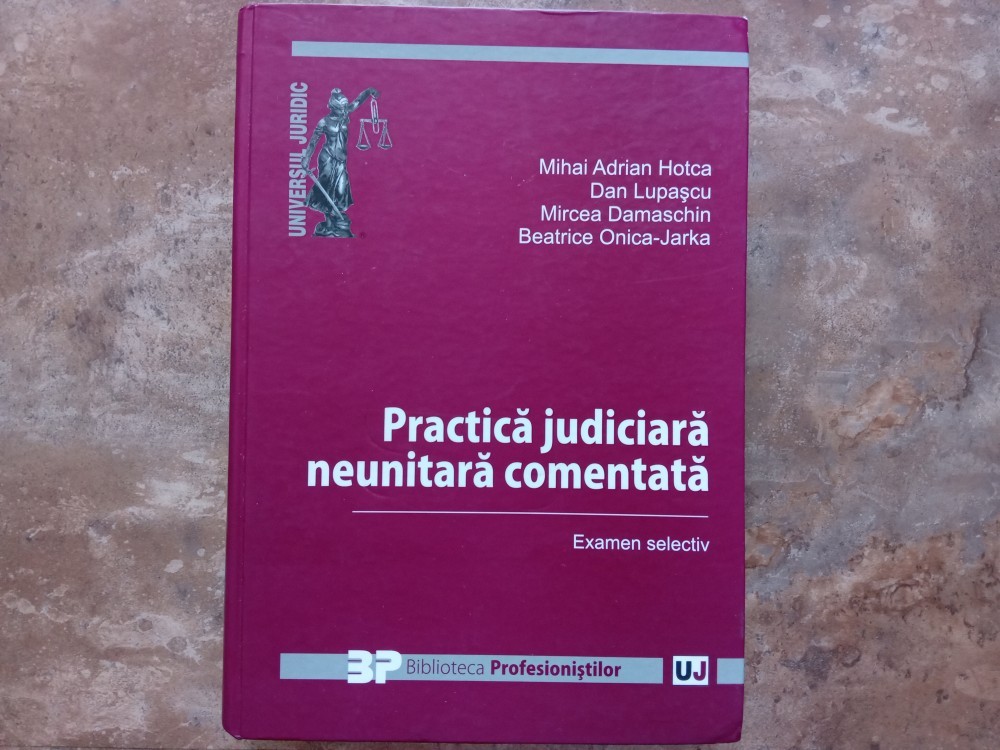 UNIVERSUL JURIDIC
Mihai Adrian Hotca
Dan Lupaşcu
Mircea Damaschin
Beatrice Onica-Jarka
Practică judiciară
neunitară comentată
Examen selectiv
BP Biblioteca Profesioniştilor
UJ